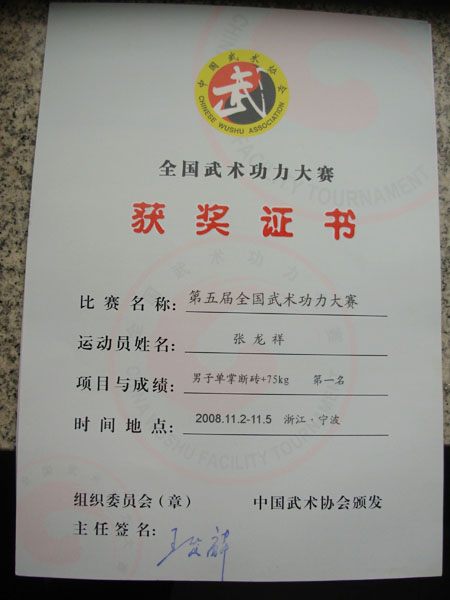 中国武术协会
武
CHINESE WUSHU ASSOCIATION
全国武术功力大赛
获奖证书
比赛名称: 第五届全国武术功力大赛
运动员姓名: 张龙祥
项目与成绩: 男子单掌断砖+75kg 第一名
时间地点: 2008.11.2-11.5 浙江·宁波
组织委员会(章) 中国武术协会颁发
主任签名: